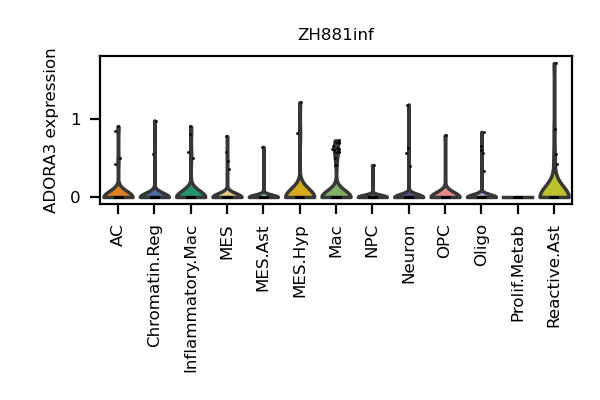 ZH881inf
ADORA3 expression
1
0
AC
Chromatin.Reg
Inflammatory.Mac
MES
MES.Ast
MES.Hyp
Mac
NPC
Neuron
OPC
Oligo
Prolif.Metab
Reactive.Ast